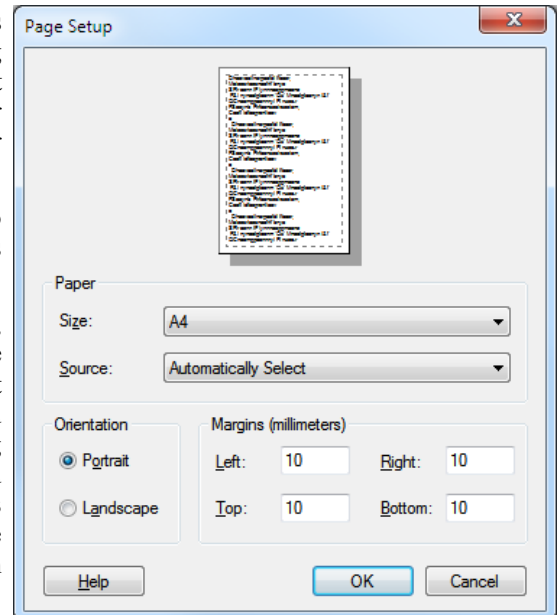 Page Setup
Paper
Size: A4
Source: Automatically Select
Orientation
Portrait
Landscape
Margins (millimeters)
Left: 10 Right: 10
Top: 10 Bottom: 10
Help OK Cancel